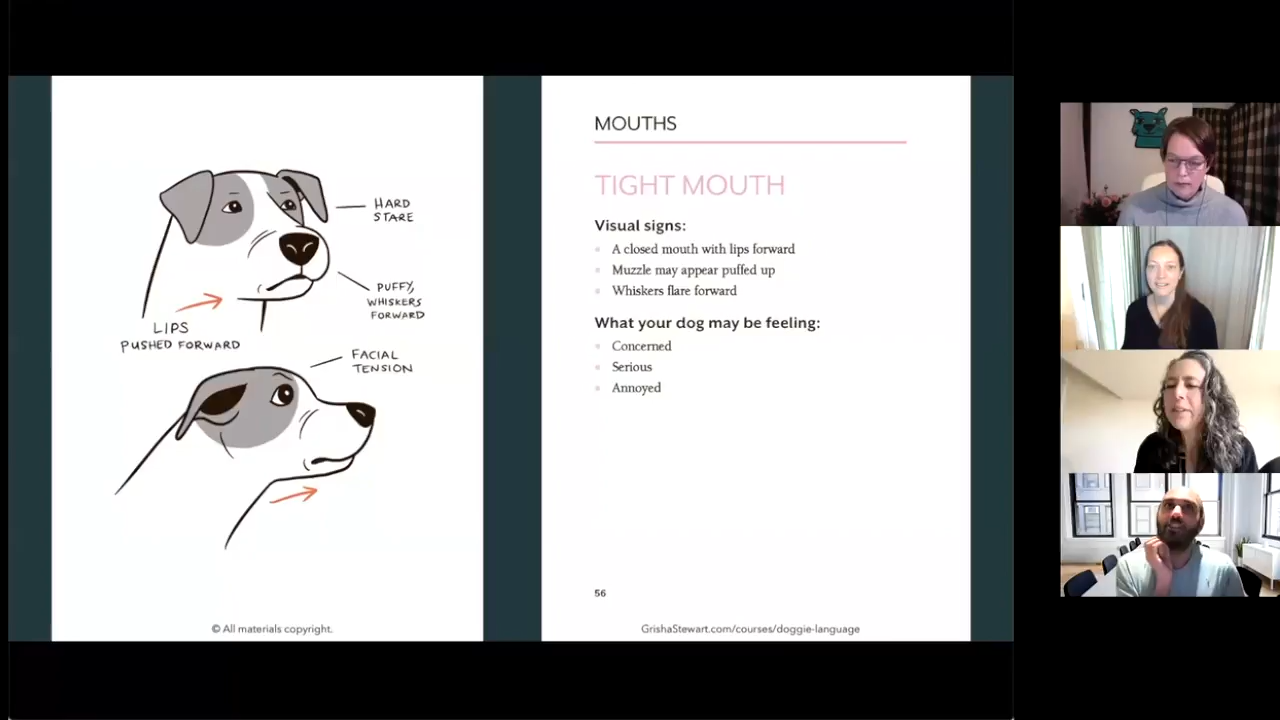 HARD
STARE
PUFFY,
WHISKERS
FORWARD
LIPS
PUSHED FORWARD
FACIAL
TENSION
© All materials copyright.
MOUTHS
TIGHT MOUTH
Visual signs:
A closed mouth with lips forward
Muzzle may appear puffed up
Whiskers flare forward
What your dog may be feeling:
Concerned
Serious
Annoyed
56
GrishaStewart.com/courses/doggie-language